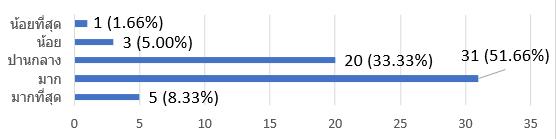 น้อยที่สุด 1 (1.66%)
น้อย 3 (5.00%)
ปานกลาง 20 (33.33%)
มาก 31 (51.66%)
มากที่สุด 5 (8.33%)
0 5 10 15 20 25 30 35